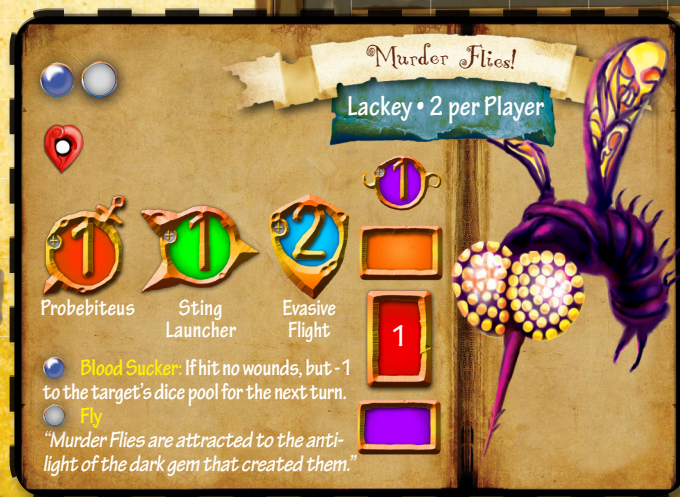 Murder Flies!
Lackey • 2 per Player
1
1
1
2
Probebiteus
Sting
Launcher
Evasive
Flight
1
Blood Sucker: If hit no wounds, but -1
to the target's dice pool for the next turn.
Fly
"Murder Flies are attracted to the anti-
light of the dark gem that created them."